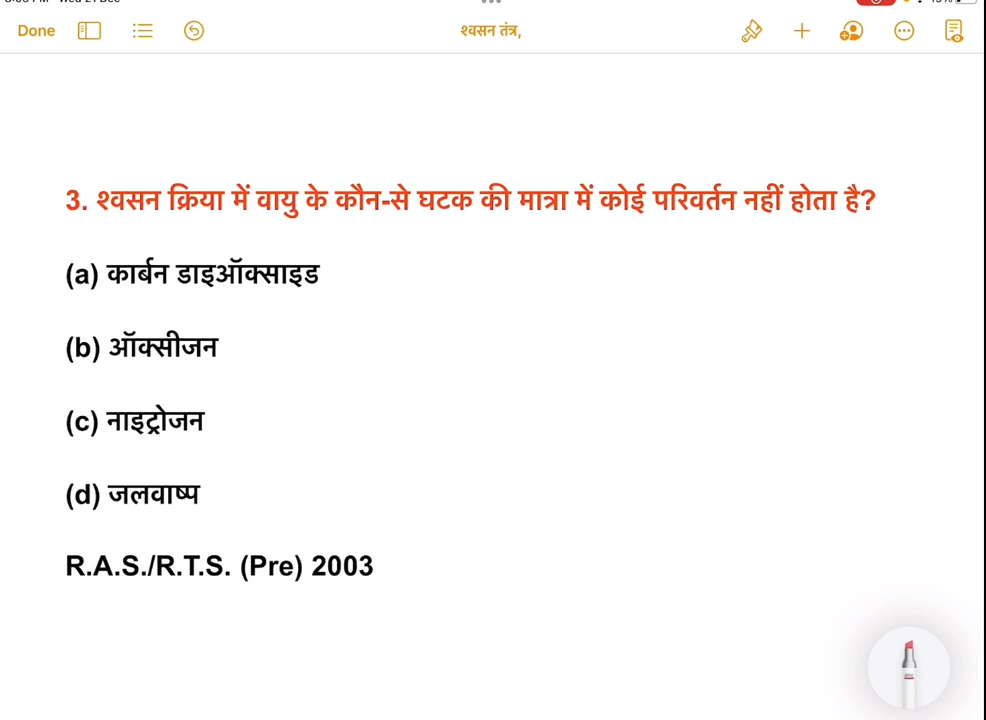 Done
श्वसन तंत्र,
3. श्वसन क्रिया में वायु के कौन-से घटक की मात्रा में कोई परिवर्तन नहीं होता है?
(a) कार्बन डाइऑक्साइड
(b) ऑक्सीजन
(c) नाइट्रोजन
(d) जलवाष्प
R.A.S./R.T.S. (Pre) 2003